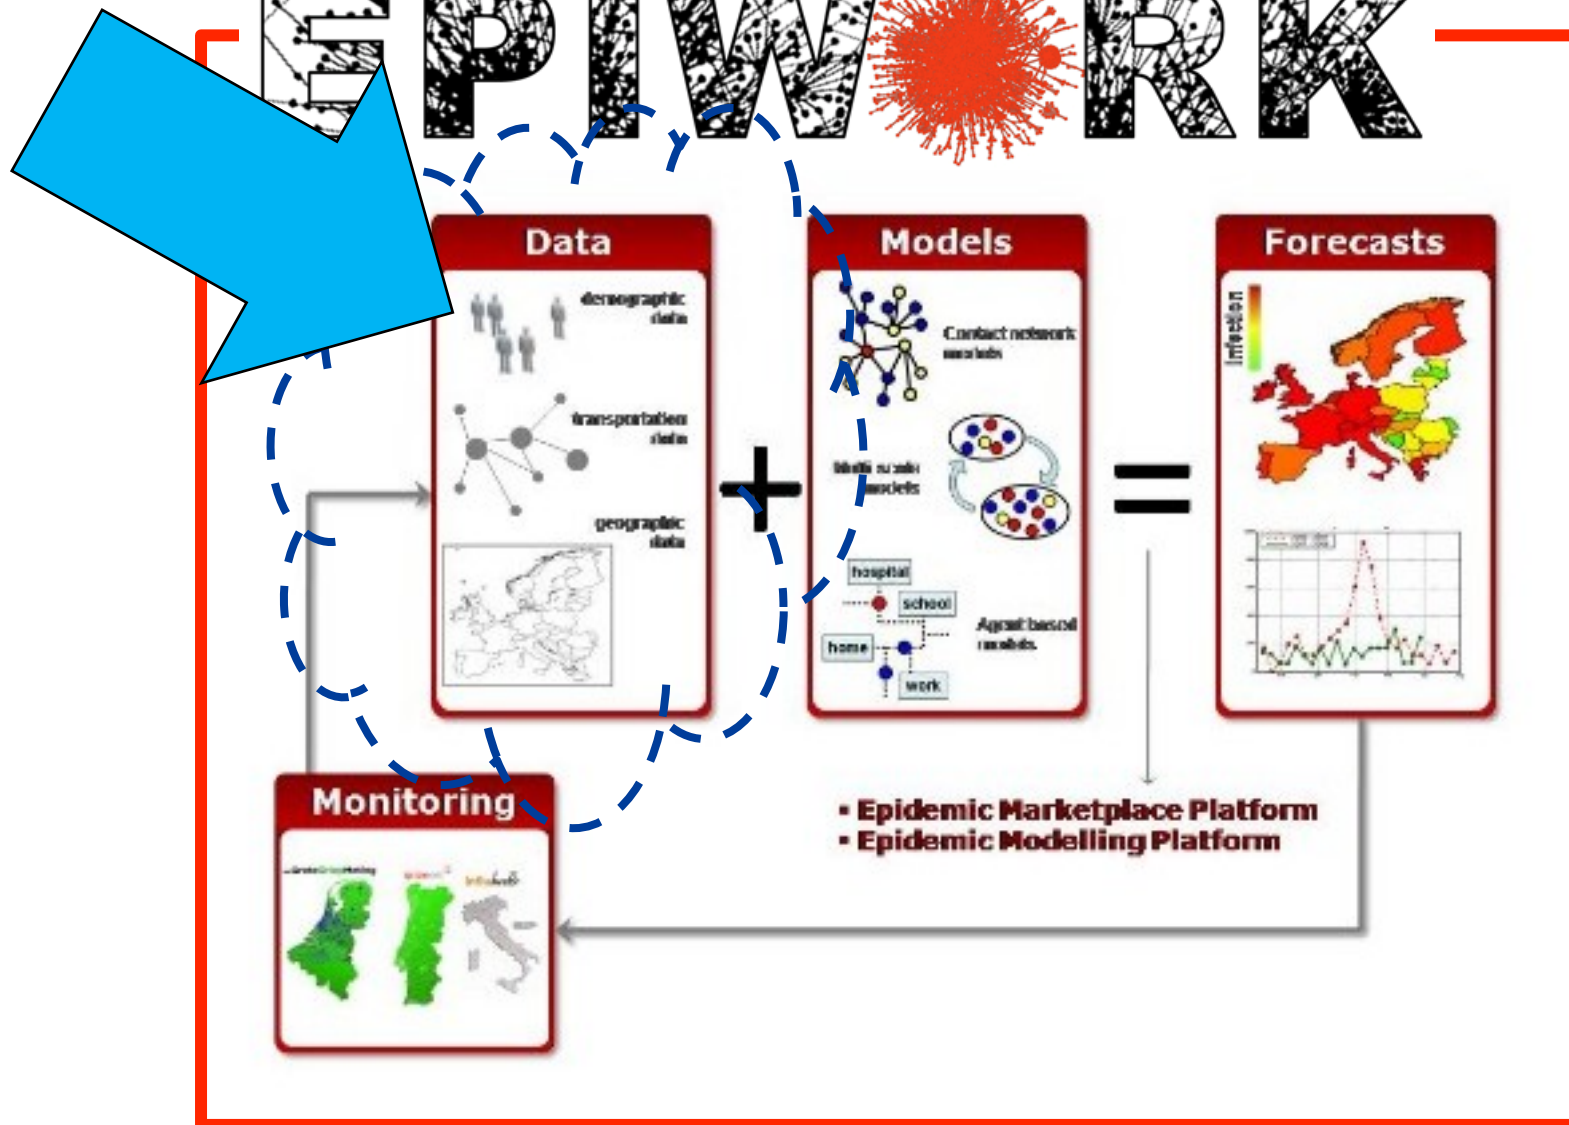 EPIWORK
Data
demographic
data
transportation
data
geographic
data
Models
Contact network
models
Multi scale
models
hospital
school
home
work
Agent based
models
Forecasts
Infection
Monitoring
▪ Epidemic Marketplace Platform
▪ Epidemic Modelling Platform